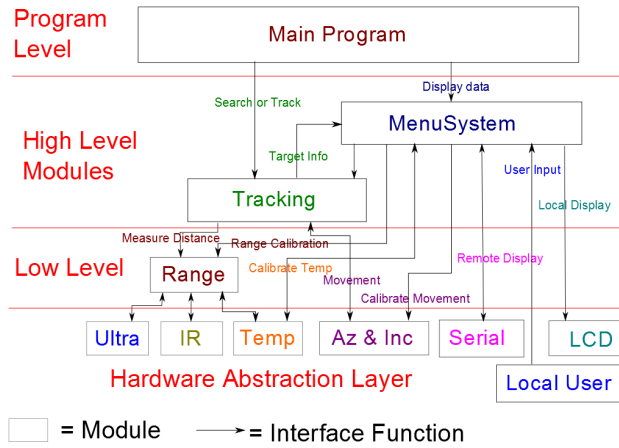 Program
Level
Main Program
Search or Track
Display data
High Level
Modules
MenuSystem
Target Info
User Input
Tracking
Local Display
Measure Distance
Range Calibration
Low Level
Range
Calibrate Temp
Movement
Remote Display
Calibrate Movement
Ultra
IR
Temp
Az & Inc
Serial
LCD
Hardware Abstraction Layer
Local User
= Module
= Interface Function